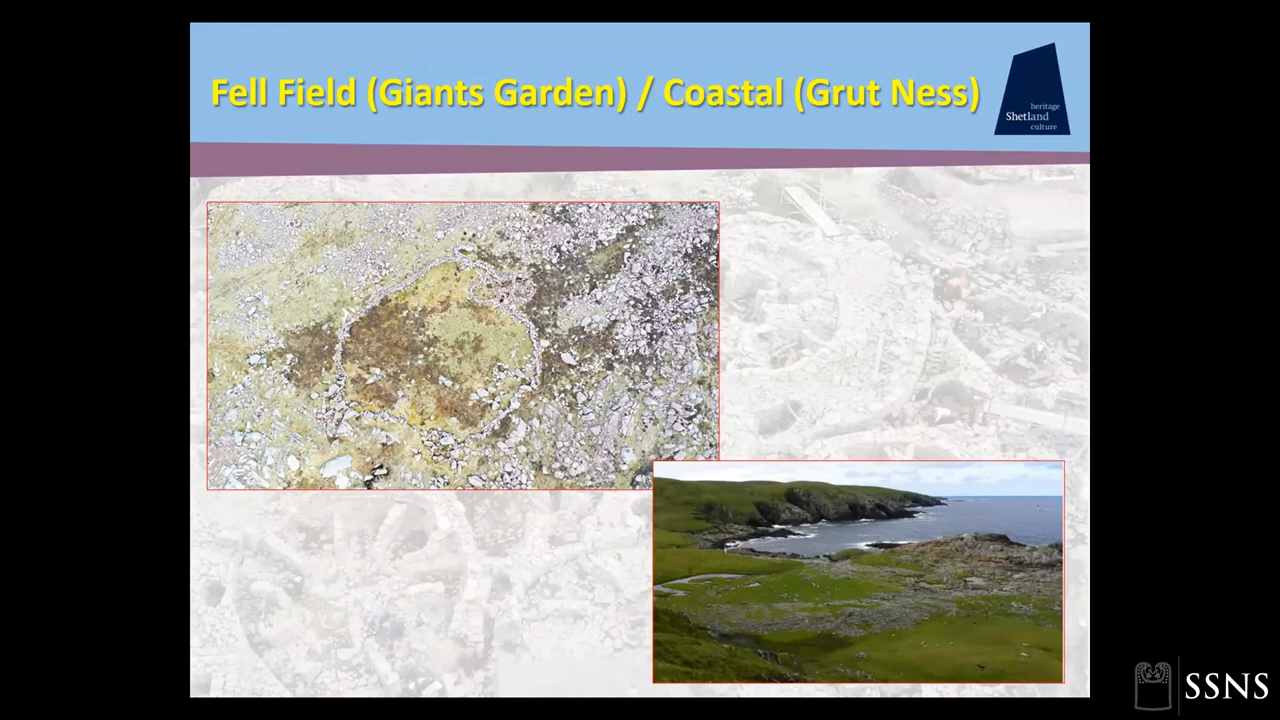 Fell Field (Giants Garden) / Coastal (Grut Ness)
heritage
Shetland
culture
SSNS